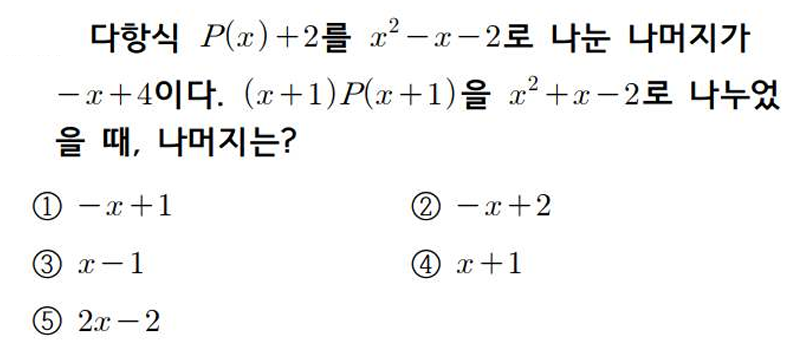 다항식 P(x)+2를 x²-x-2로 나눈 나머지가
-x+4이다. (x+1)P(x+1)을 x²+x-2로 나누었
을 때, 나머지는?
① -x+1 ② -x+2
③ x-1 ④ x+1
⑤ 2x-2